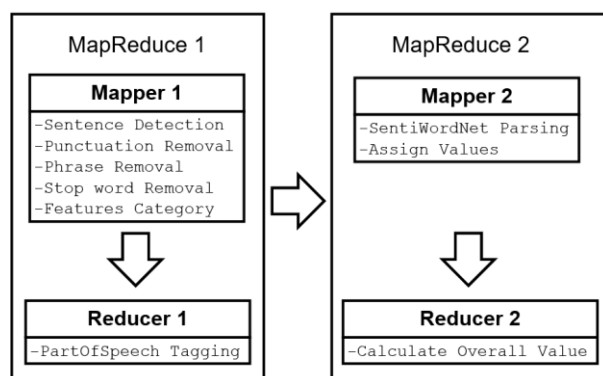 MapReduce 1
Mapper 1
-Sentence Detection
-Punctuation Removal
-Phrase Removal
-Stop word Removal
-Features Category
Reducer 1
-PartOfSpeech Tagging
MapReduce 2
Mapper 2
-SentiWordNet Parsing
-Assign Values
Reducer 2
-Calculate Overall Value